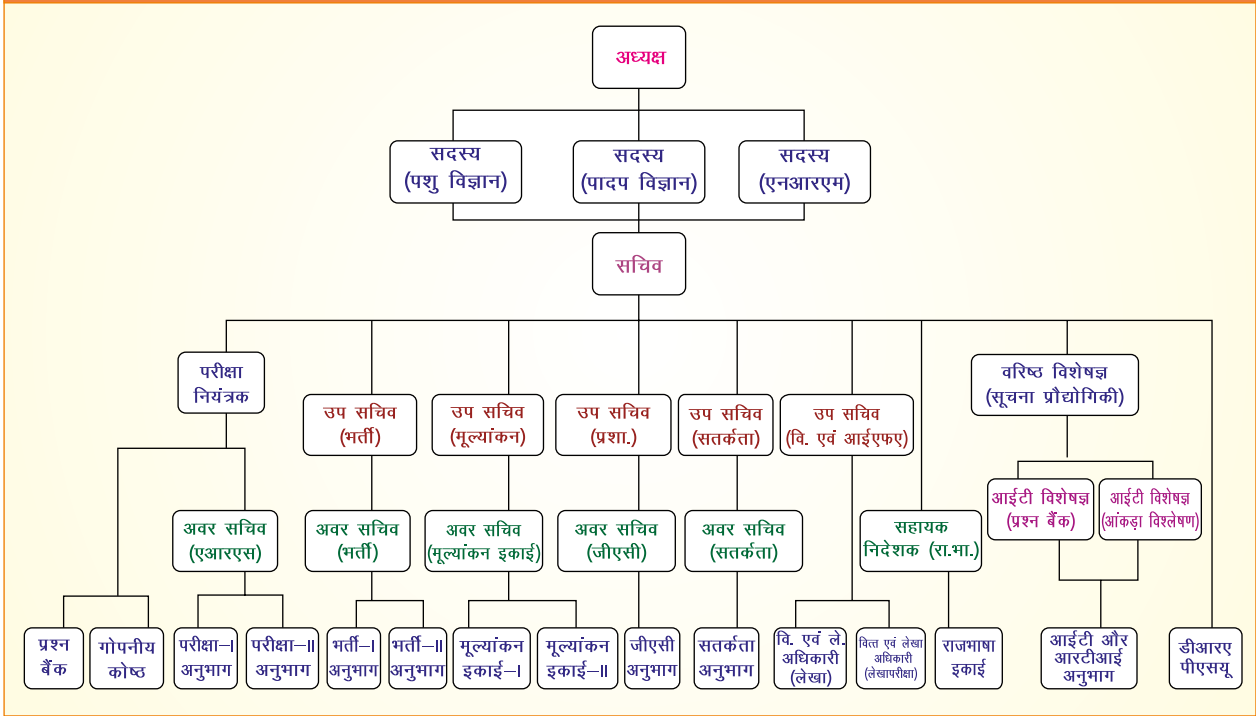 अध्यक्ष
सदस्य
(पशु विज्ञान)
सदस्य
(पादप विज्ञान)
सदस्य
(एनआरएम)
सचिव
परीक्षा
नियंत्रक
वरिष्ठ विशेषज्ञ
(सूचना प्रौद्योगिकी)
उप सचिव
(भर्ती)
उप सचिव
(मूल्यांकन)
उप सचिव
(प्रशा.)
उप सचिव
(सतर्कता)
उप सचिव
(वि. एवं आईएफए)
आईटी विशेषज्ञ
(प्रश्न बैंक)
आईटी विशेषज्ञ
(आंकड़ा विश्लेषण)
अवर सचिव
(एआरएस)
अवर सचिव
(भर्ती)
अवर सचिव
(मूल्यांकन इकाई)
अवर सचिव
(जीएसी)
अवर सचिव
(सतर्कता)
सहायक
निदेशक (रा.भा.)
प्रश्न
बैंक
गोपनीय
कोष्ठ
परीक्षा–I
अनुभाग
परीक्षा–II
अनुभाग
भर्ती–I
अनुभाग
भर्ती–II
अनुभाग
मूल्यांकन
इकाई–I
मूल्यांकन
इकाई–II
जीएसी
अनुभाग
सतर्कता
अनुभाग
वि. एवं ले.
अधिकारी
(लेखा)
वित्त एवं लेखा
अधिकारी
(लेखापरीक्षा)
राजभाषा
इकाई
आईटी और
आरटीआई
अनुभाग
डीआरए
पीएसयू